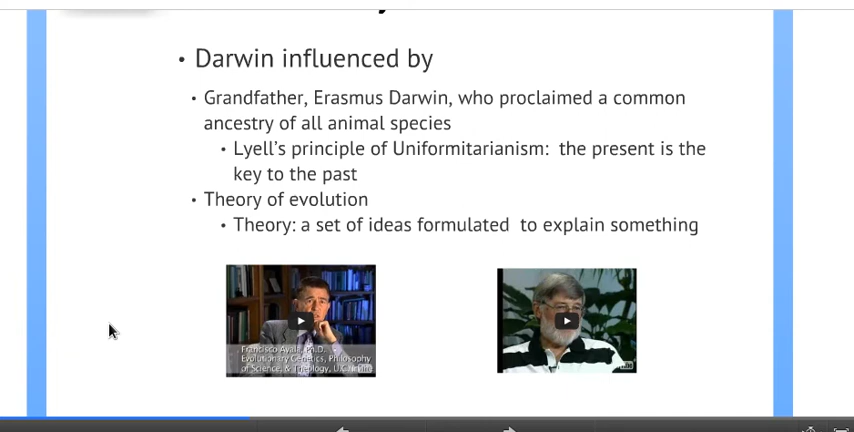 • Darwin influenced by
• Grandfather, Erasmus Darwin, who proclaimed a common
ancestry of all animal species
• Lyell's principle of Uniformitarianism:  the present is the
key to the past
• Theory of evolution
• Theory: a set of ideas formulated  to explain something
Francisco Ayala, Ph.D.
Evolutionary Genetics, Philosophy
of Science, & Theology, U.C. Irvine